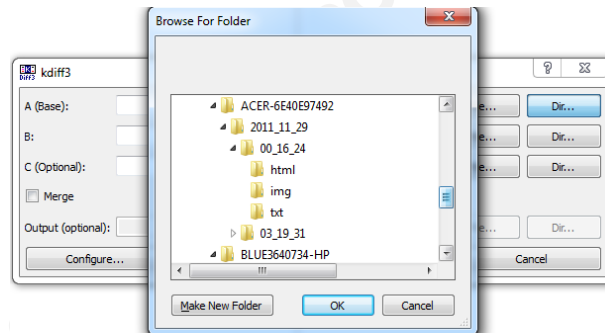 Browse For Folder
kdiff3
A (Base):
B:
C (Optional):
Merge
Output (optional):
Configure...
ACER-6E40E97492
2011_11_29
00_16_24
html
img
txt
03_19_31
BLUE3640734-HP
Make New Folder
OK
Cancel
e... Dir...
e... Dir...
e... Dir...
e... Dir...
Cancel